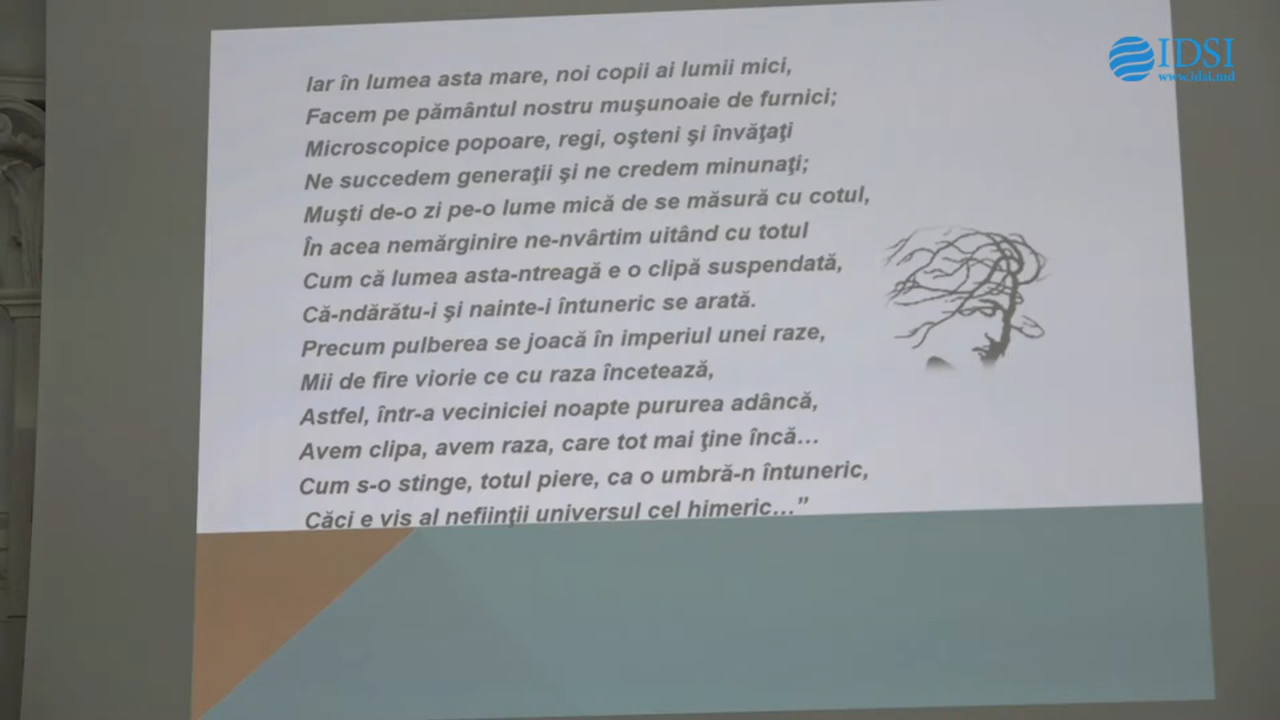 IDSI
www.idsi.md
Iar în lumea asta mare, noi copii ai lumii mici,
Facem pe pământul nostru muşunoaie de furnici;
Microscopice popoare, regi, oşteni şi învăţaţi
Ne succedem generaţii şi ne credem minunaţi;
Muşti de-o zi pe-o lume mică de se măsură cu cotul,
În acea nemărginire ne-nvârtim uitând cu totul
Cum că lumea asta-ntreagă e o clipă suspendată,
Că-ndărătu-i şi nainte-i întuneric se arată.
Precum pulberea se joacă în imperiul unei raze,
Mii de fire viorie ce cu raza încetează,
Astfel, într-a veciniciei noapte pururea adâncă,
Avem clipa, avem raza, care tot mai ţine încă…
Cum s-o stinge, totul piere, ca o umbră-n întuneric,
Căci e vis al nefiinţii universul cel himeric…”